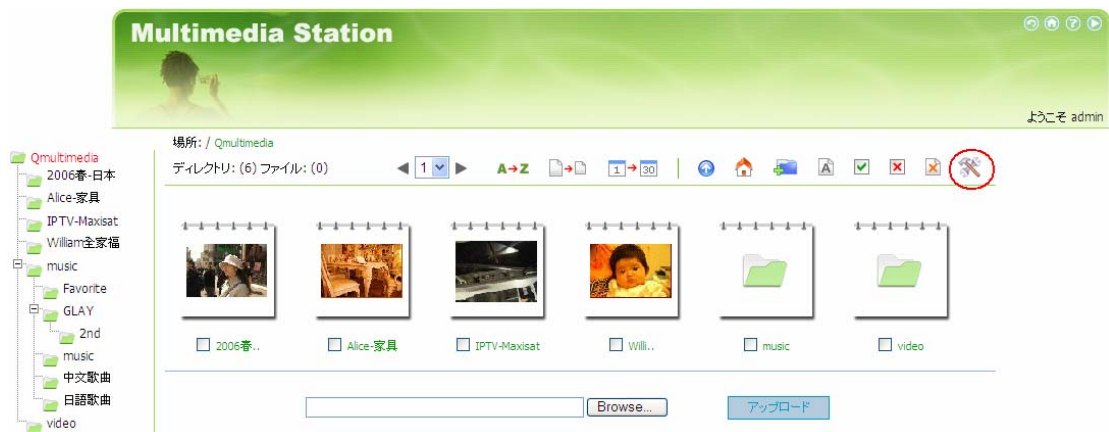 Multimedia Station
ようこそ admin
場所: / Qmultimedia
ディレクトリ: (6) ファイル: (0)
1
A→Z
1→30
A
Qmultimedia
2006春-日本
Alice-家具
IPTV-Maxisat
William全家福
music
Favorite
GLAY
2nd
music
中文歌曲
日語歌曲
video
2006春..
Alice-家具
IPTV-Maxisat
Willi..
music
video
Browse...
アップロード